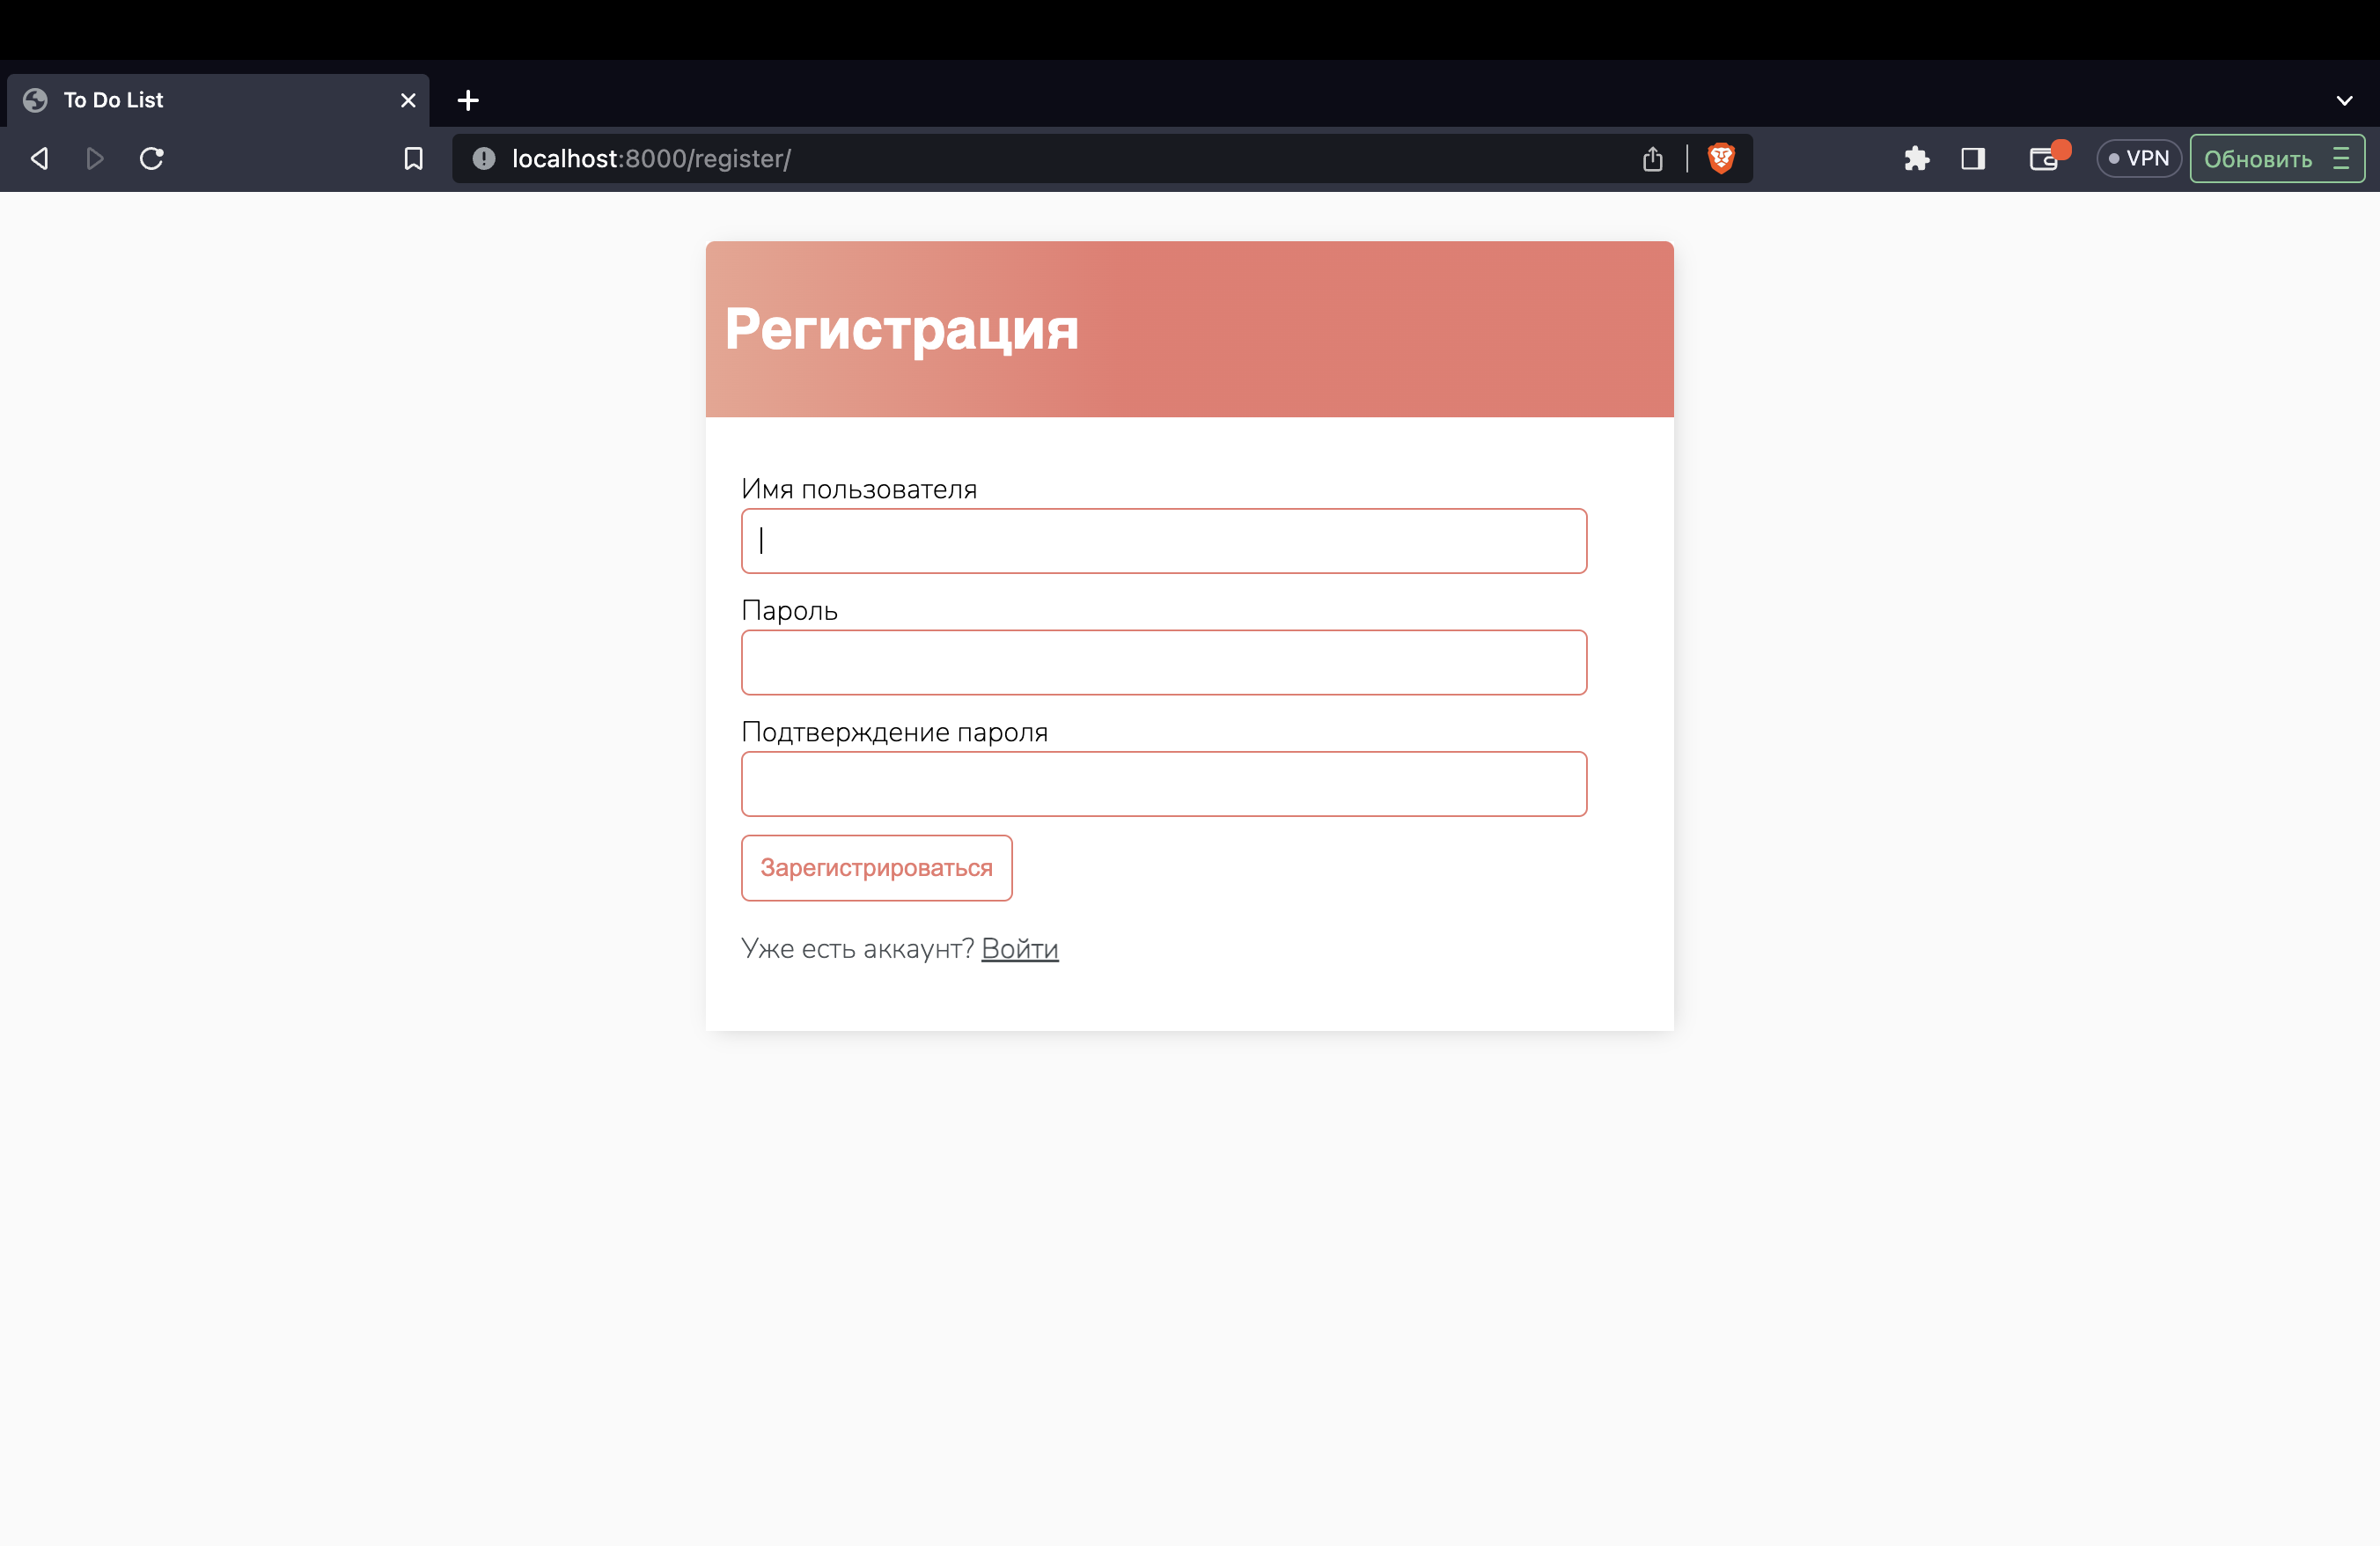 To Do List
localhost:8000/register/
VPN
Обновить
Регистрация
Имя пользователя
Пароль
Подтверждение пароля
Зарегистрироваться
Уже есть аккаунт? Войти